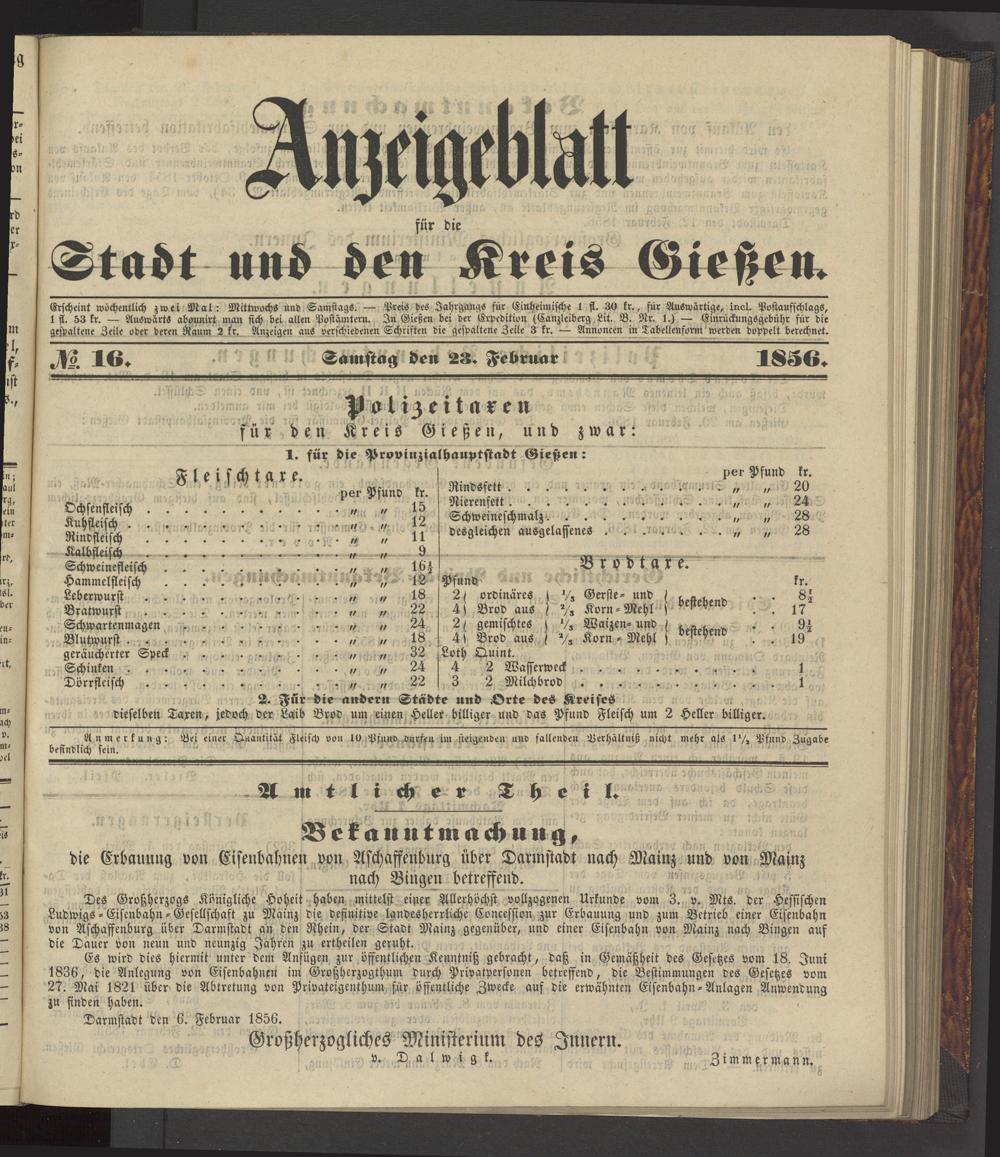 Anzeigeblatt
für die
Stadt und den Kreis Gießen.
Erscheint wöchentlich zwei Mal: Mittwochs und Samstags. — Preis des Jahrgangs für Einheimische 1 fl. 30 kr., für Auswärtige, incl. Postaufschlags,
1 fl. 53 kr. — Auswärts abonnirt man sich bei allen Postämtern. In Gießen bei der Expedition (Canzleiberg Lit. B. Nr. 1.) — Einrückungsgebühr für die
gespaltene Zeile oder deren Raum 2 kr. Anzeigen aus verschiedenen Schriften die gespaltene Zeile 3 kr. — Annoncen in Tabellenform werden doppelt berechnet.
№ 16. Samstag den 23. Februar 1856.
Polizeitaxen
für den Kreis Gießen, und zwar:
1. für die Provinzialhauptstadt Gießen:
Fleischtaxe.
per Pfund kr.
Ochsenfleisch . . . . . . . . „ „ 15
Kuhfleisch . . . . . . . . „ „ 12
Rindfleisch . . . . . . . . „ „ 11
Kalbfleisch . . . . . . . . „ „ 9
Schweinefleisch . . . . . . . „ „ 16½
Hammelfleisch . . . . . . . „ „ 12
Leberwurst . . . . . . . . „ „ 18
Bratwurst . . . . . . . . „ „ 22
Schwartenmagen . . . . . . . „ „ 24
Blutwurst . . . . . . . . „ „ 18
geräucherter Speck . . . . . . „ „ 32
Schinken . . . . . . . . „ „ 24
Dörrfleisch . . . . . . . . „ „ 22
per Pfund kr.
Rindsfett . . . . . . . . „ „ 20
Nierenfett . . . . . . . . „ „ 24
Schweineschmalz . . . . . . . „ „ 28
desgleichen ausgelassenes . . . . . „ „ 28
Brodtaxe.
Pfund kr.
2 } ordinäres { 1/3 Gerste- und } bestehend . . 8½
4 } Brod aus { 2/3 Korn-Mehl } . . 17
2 } gemischtes { 1/3 Waizen- und } bestehend . . 9½
4 } Brod aus { 2/3 Korn-Mehl } . . 19
Loth Quint.
4 2 Wasserweck . . . . . . . . 1
3 2 Milchbrod . . . . . . . . 1
2. Für die andern Städte und Orte des Kreises
dieselben Taxen, jedoch der Laib Brod um einen Heller billiger und das Pfund Fleisch um 2 Heller billiger.
Anmerkung: Bei einer Quantität Fleisch von 10 Pfund dürfen im steigenden und fallenden Verhältniß nicht mehr als 1½ Pfund Zugabe
befindlich sein.
Amtlicher Theil.
Bekanntmachung,
die Erbauung von Eisenbahnen von Aschaffenburg über Darmstadt nach Mainz und von Mainz
nach Bingen betreffend.
Des Großherzogs Königliche Hoheit haben mittelst einer Allerhöchst vollzogenen Urkunde vom 3. v. Mts. der Hessischen
Ludwigs-Eisenbahn-Gesellschaft zu Mainz die definitive landesherrliche Concession zur Erbauung und zum Betrieb einer Eisenbahn
von Aschaffenburg über Darmstadt an den Rhein, der Stadt Mainz gegenüber, und einer Eisenbahn von Mainz nach Bingen auf
die Dauer von neun und neunzig Jahren zu ertheilen geruht.
Es wird dies hiermit unter dem Anfügen zur öffentlichen Kenntniß gebracht, daß in Gemäßheit des Gesetzes vom 18. Juni
1836, die Anlegung von Eisenbahnen im Großherzogthum durch Privatpersonen betreffend, die Bestimmungen des Gesetzes vom
27. Mai 1821 über die Abtretung von Privateigenthum für öffentliche Zwecke auf die erwähnten Eisenbahn-Anlagen Anwendung
zu finden haben.
Darmstadt den 6. Februar 1856.
Großherzogliches Ministerium des Innern.
v. Dalwigk.
Zimmermann.